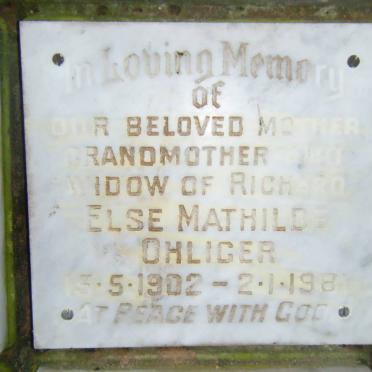 In Loving Memory
of
OUR BELOVED MOTHER
GRANDMOTHER AND
WIDOW OF RICHARD
ELSE MATHILDE
OHLIGER
5·1902 – 2·1·198
AT PEACE WITH GOD